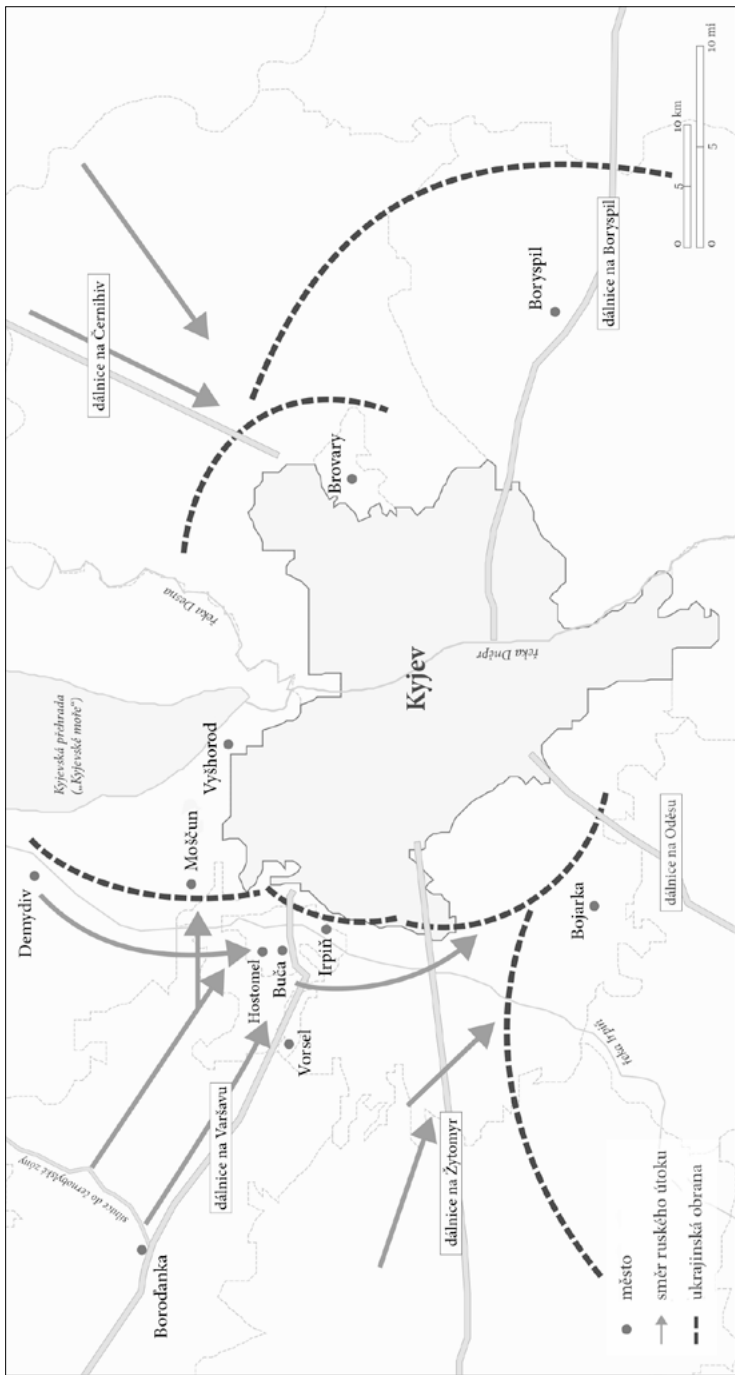 Kyjevská přehrada
(„Kyjevské moře“)
řeka Desna
dálnice na Černihiv
Demydiv
Moščun
Vyšhorod
silnice do černobylské zóny
Boroďanka
dálnice na Varšavu
Hostomel
Buča
Vorsel
Irpiň
Brovary
Kyjev
řeka Dněpr
Boryspil
dálnice na Boryspil
dálnice na Žytomyr
Bojarka
řeka Irpiň
dálnice na Oděsu
město
směr ruského útoku
ukrajinská obrana
0 5 10 km
0 5 10 mi